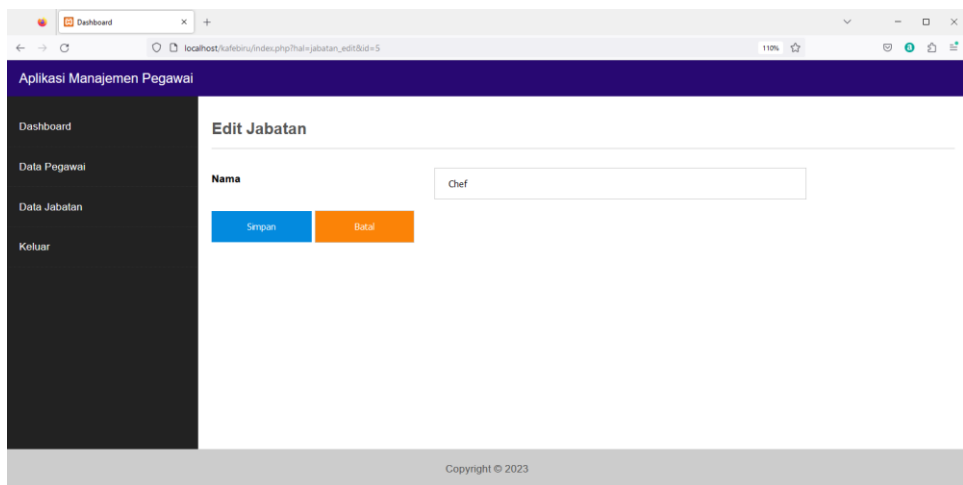 Dashboard
localhost/kafebiru/index.php?hal=jabatan_edit&id=5
110%
Aplikasi Manajemen Pegawai
Dashboard
Data Pegawai
Data Jabatan
Keluar
Edit Jabatan
Nama
Chef
Simpan
Batal
Copyright © 2023